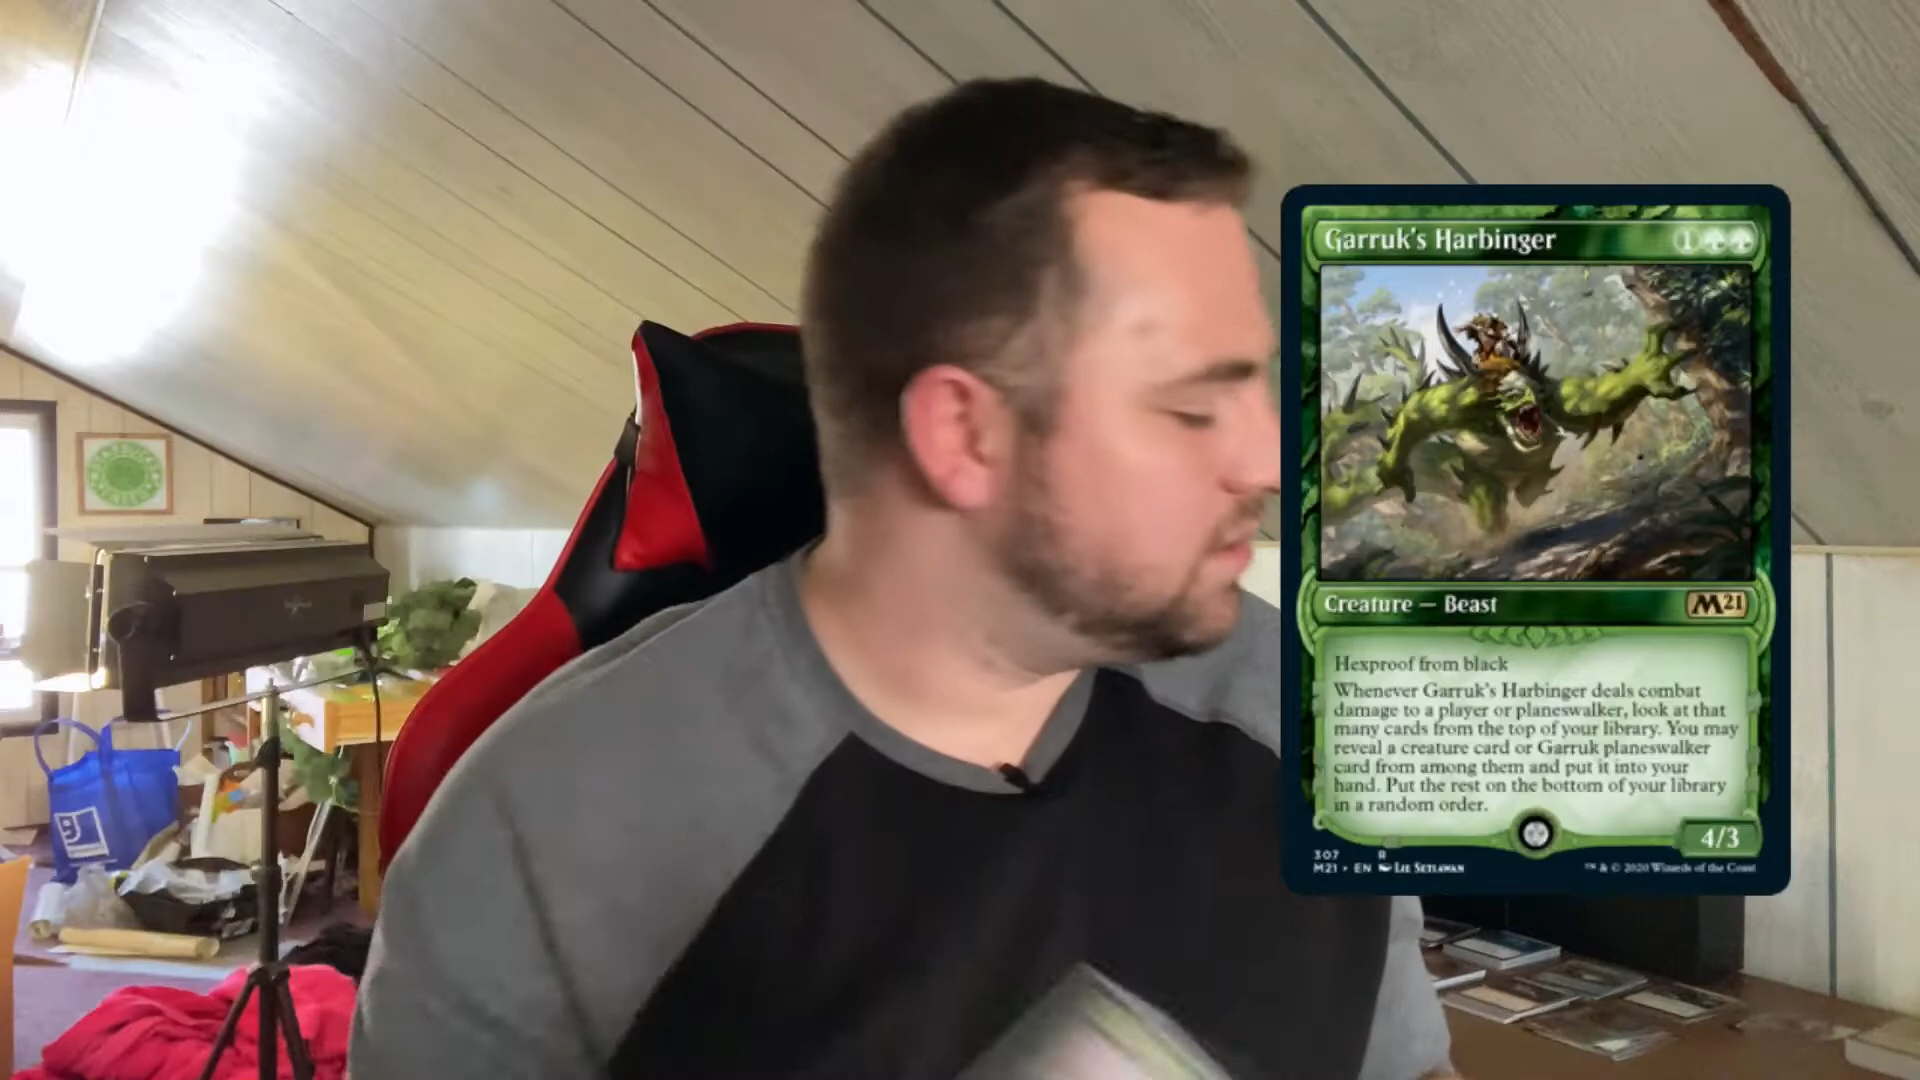 Garruk's Harbinger 1
Creature — Beast M21
Hexproof from black
Whenever Garruk's Harbinger deals combat
damage to a player or planeswalker, look at that
many cards from the top of your library. You may
reveal a creature card or Garruk planeswalker
card from among them and put it into your
hand. Put the rest on the bottom of your library
in a random order.
4/3
307 R
M21 • EN Lie Setiawan ™ & © 2020 Wizards of the Coast